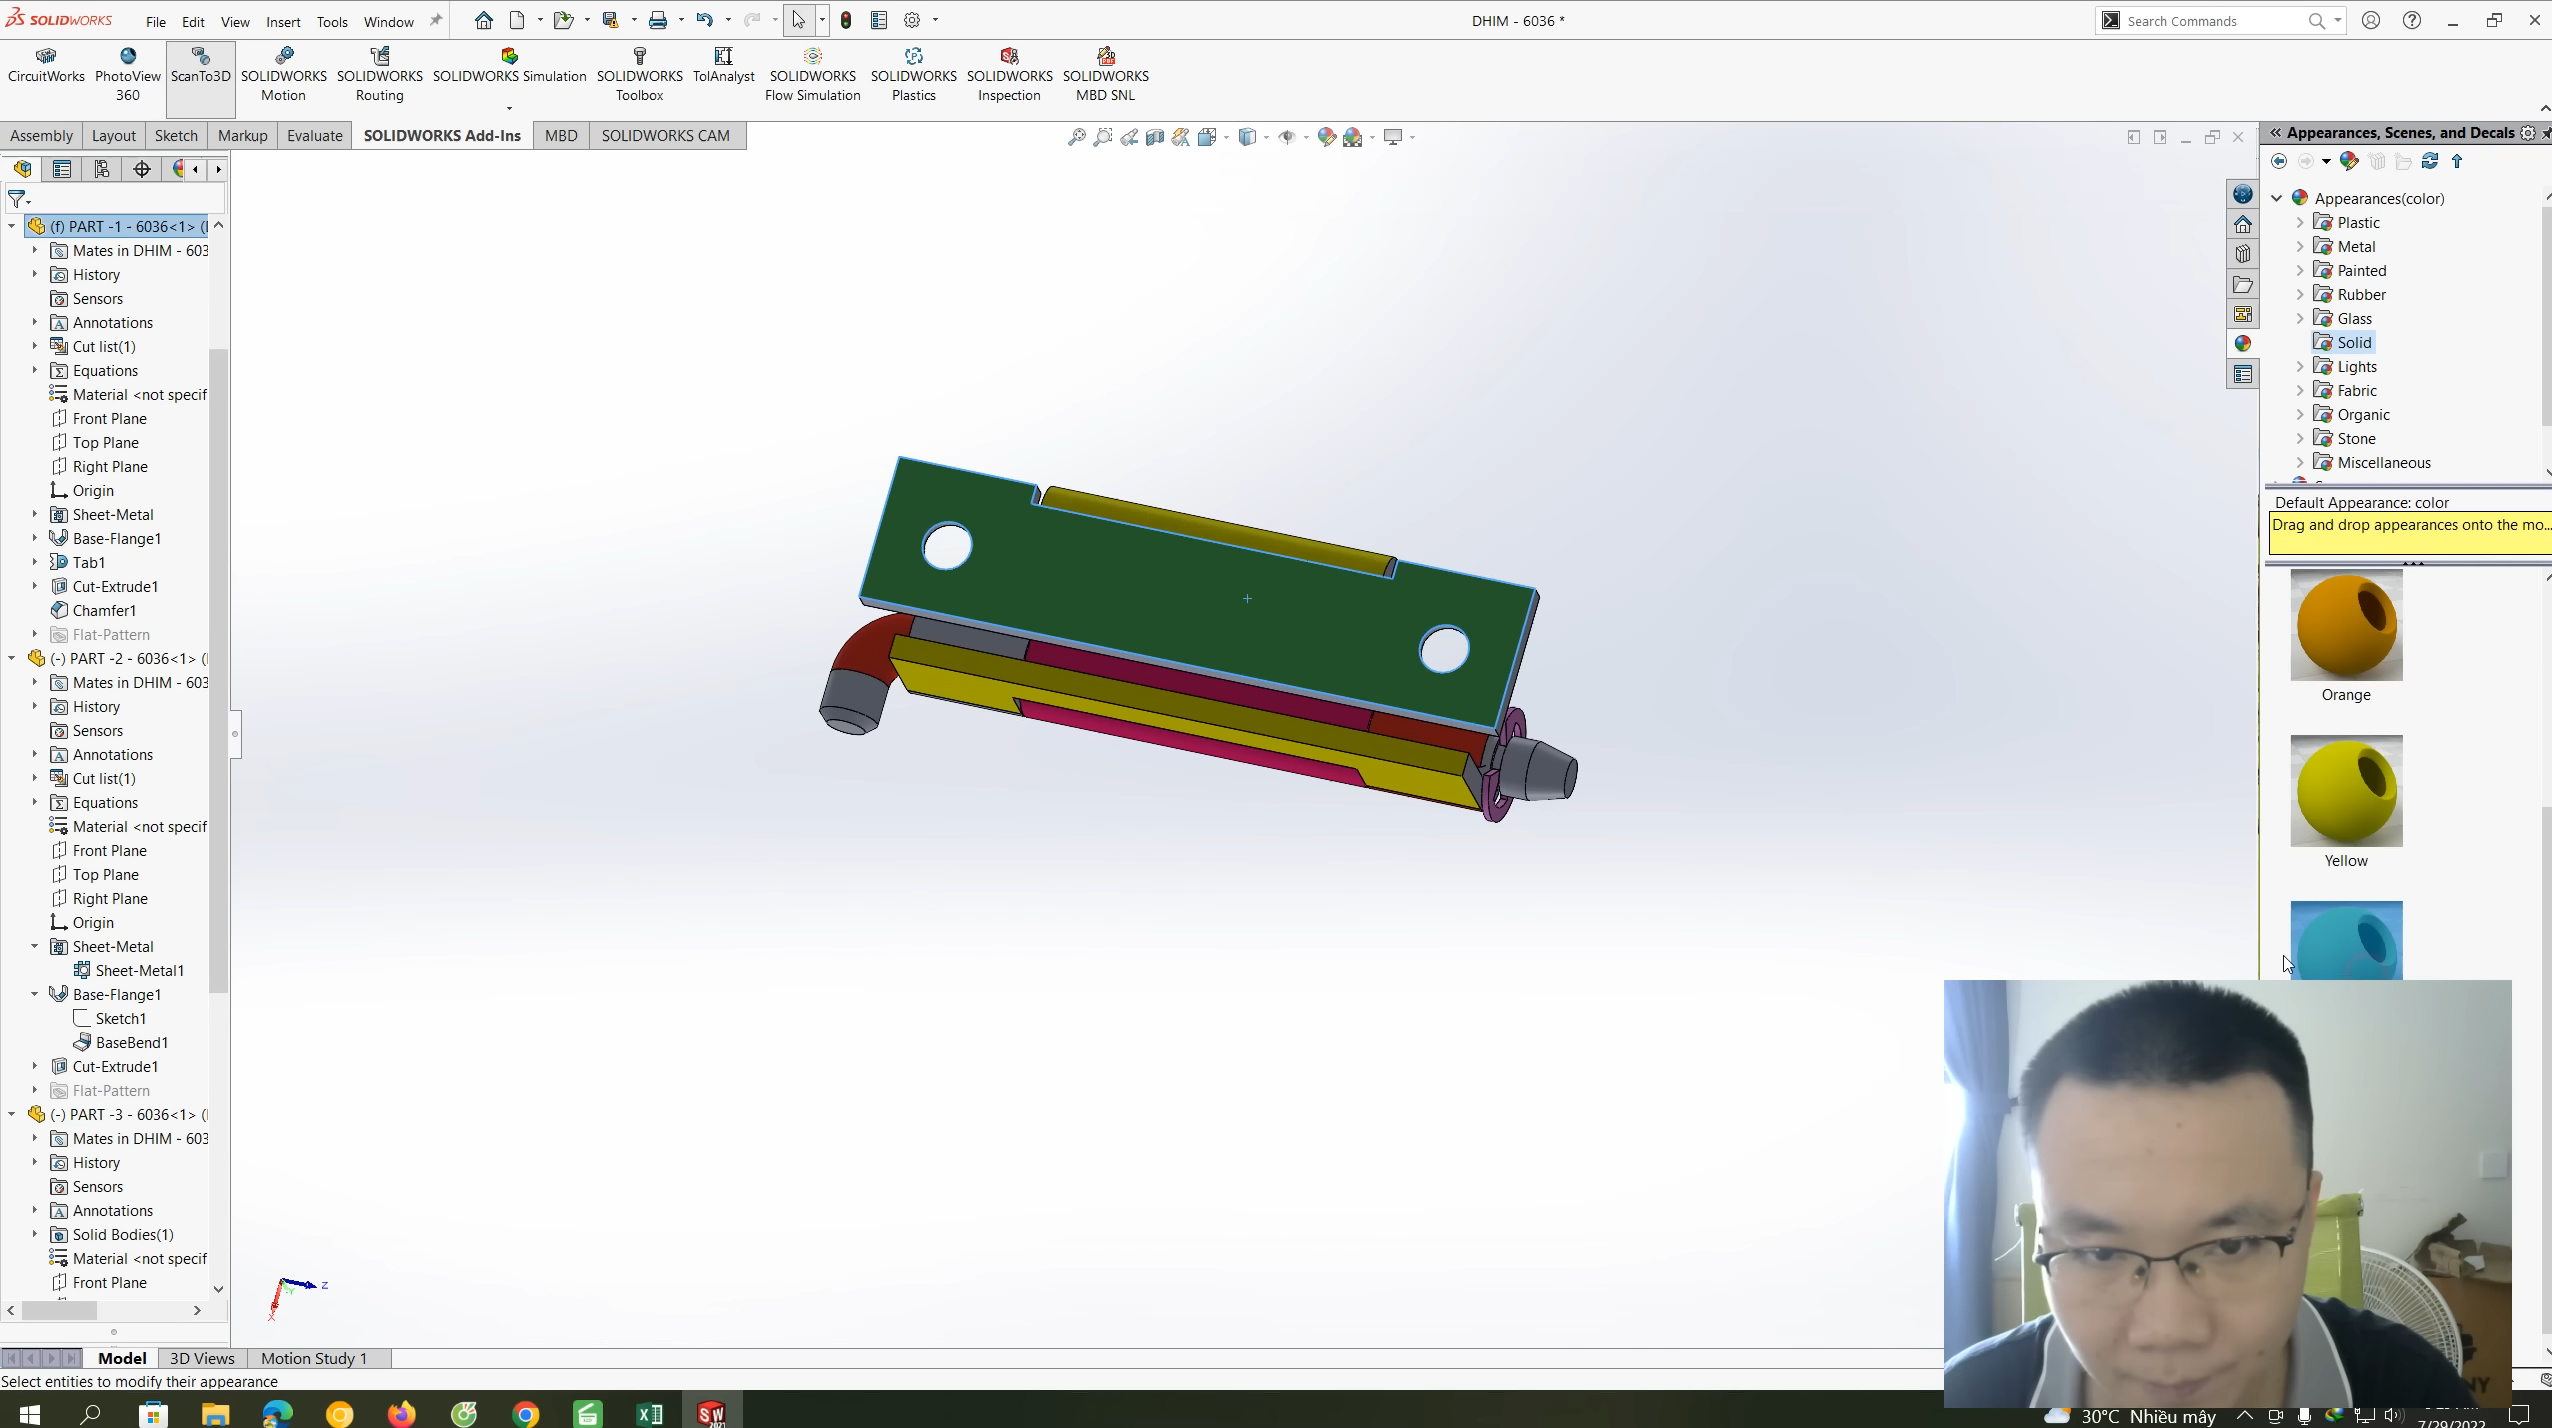 SOLIDWORKS
File Edit View Insert Tools Window
DHIM - 6036 *
Search Commands
CircuitWorks
PhotoView 360
ScanTo3D
SOLIDWORKS Motion
SOLIDWORKS Routing
SOLIDWORKS Simulation
SOLIDWORKS Toolbox
TolAnalyst
SOLIDWORKS Flow Simulation
SOLIDWORKS Plastics
SOLIDWORKS Inspection
SOLIDWORKS MBD SNL
Assembly Layout Sketch Markup Evaluate SOLIDWORKS Add-Ins MBD SOLIDWORKS CAM
(f) PART -1 - 6036<1> (
Mates in DHIM - 603
History
Sensors
Annotations
Cut list(1)
Equations
Material <not specif
Front Plane
Top Plane
Right Plane
Origin
Sheet-Metal
Base-Flange1
Tab1
Cut-Extrude1
Chamfer1
Flat-Pattern
(-) PART -2 - 6036<1> (
Mates in DHIM - 603
History
Sensors
Annotations
Cut list(1)
Equations
Material <not specif
Front Plane
Top Plane
Right Plane
Origin
Sheet-Metal
Sheet-Metal1
Base-Flange1
Sketch1
BaseBend1
Cut-Extrude1
Flat-Pattern
(-) PART -3 - 6036<1> (
Mates in DHIM - 603
History
Sensors
Annotations
Solid Bodies(1)
Material <not specif
Front Plane
Z
Y
X
Appearances, Scenes, and Decals
Appearances(color)
Plastic
Metal
Painted
Rubber
Glass
Solid
Lights
Fabric
Organic
Stone
Miscellaneous
Default Appearance: color
Drag and drop appearances onto the mo...
Orange
Yellow
Model 3D Views Motion Study 1
Select entities to modify their appearance
30°C Nhiều mây
7/29/2022